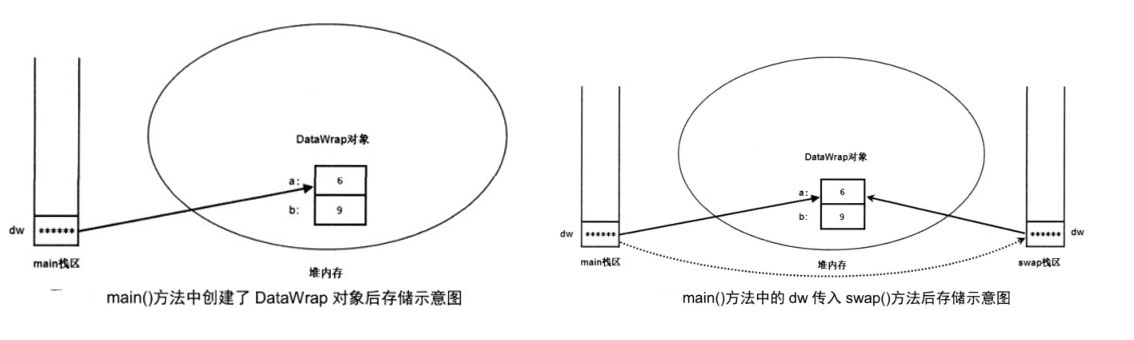 DataWrap对象
a:
6
b:
9
dw
******
main栈区
堆内存
main()方法中创建了 DataWrap 对象后存储示意图
DataWrap对象
a:
6
b:
9
dw
******
******
dw
main栈区
堆内存
swap栈区
main()方法中的 dw 传入 swap()方法后存储示意图